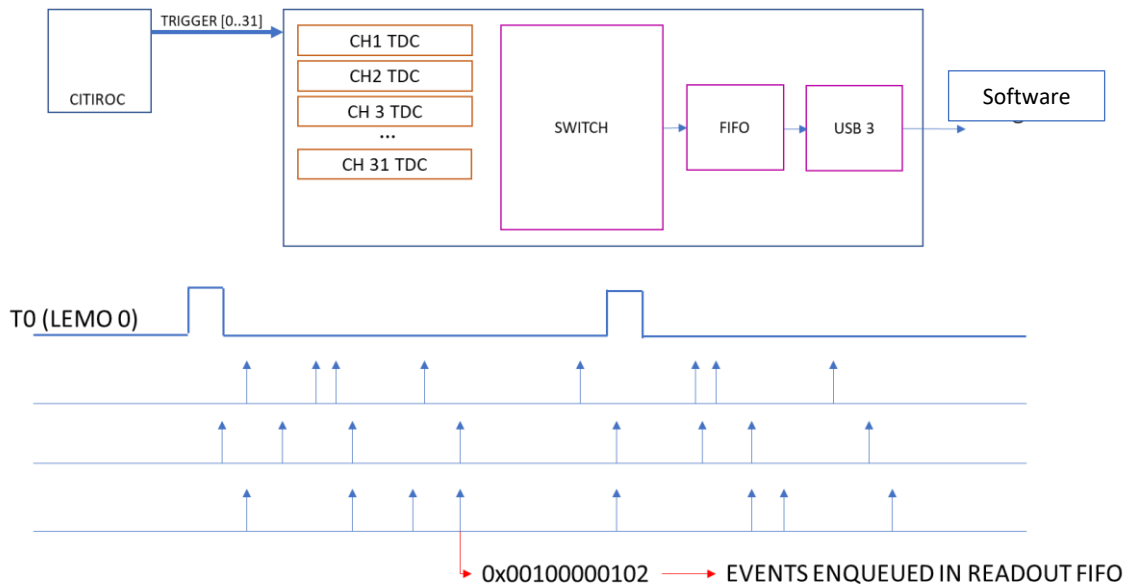 TRIGGER [0..31]
CITIROC
CH1 TDC
CH2 TDC
CH 3 TDC
...
CH 31 TDC
SWITCH
FIFO
USB 3
Software
T0 (LEMO 0)
0x00100000102
EVENTS ENQUEUED IN READOUT FIFO